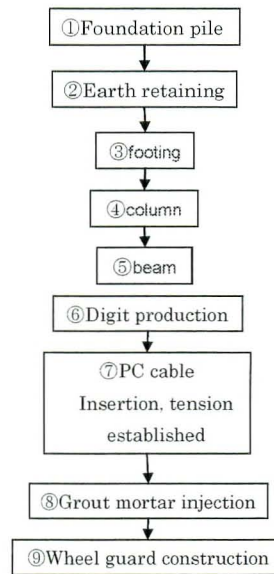 ①Foundation pile
②Earth retaining
③footing
④column
⑤beam
⑥Digit production
⑦PC cable
Insertion, tension
established
⑧Grout mortar injection
⑨Wheel guard construction